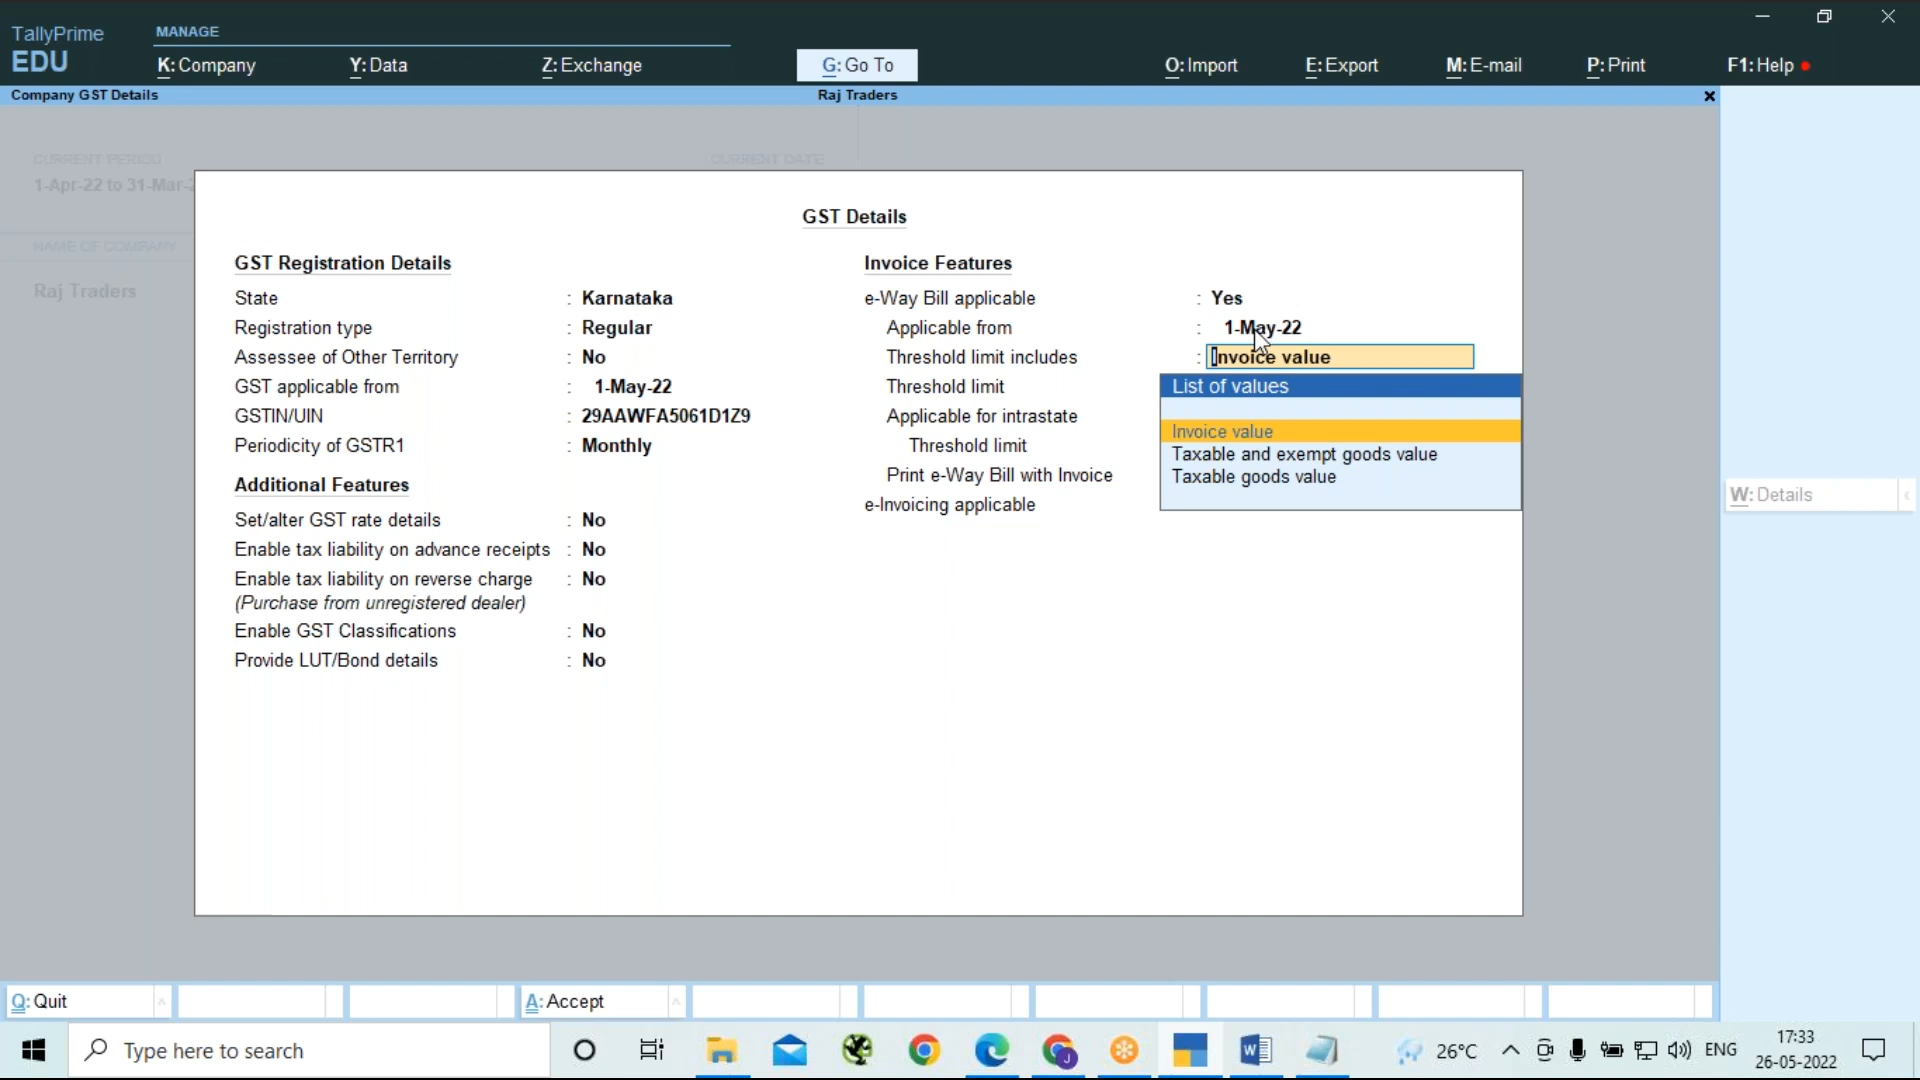 TallyPrime
EDU
MANAGE
K: Company
Y: Data
Z: Exchange
G: Go To
O: Import
E: Export
M: E-mail
P: Print
F1: Help
Company GST Details
Raj Traders
CURRENT PERIOD
CURRENT DATE
1-Apr-22 to 31-Mar-
NAME OF COMPANY
Raj Traders
GST Details
GST Registration Details
State : Karnataka
Registration type : Regular
Assessee of Other Territory : No
GST applicable from : 1-May-22
GSTIN/UIN : 29AAWFA5061D1Z9
Periodicity of GSTR1 : Monthly
Additional Features
Set/alter GST rate details : No
Enable tax liability on advance receipts : No
Enable tax liability on reverse charge : No
(Purchase from unregistered dealer)
Enable GST Classifications : No
Provide LUT/Bond details : No
Invoice Features
e-Way Bill applicable : Yes
Applicable from : 1-May-22
Threshold limit includes : Invoice value
Threshold limit
Applicable for intrastate
Threshold limit
Print e-Way Bill with Invoice
e-Invoicing applicable
List of values
Invoice value
Taxable and exempt goods value
Taxable goods value
W: Details
Q: Quit
A: Accept
Type here to search
26°C
ENG
17:33
26-05-2022